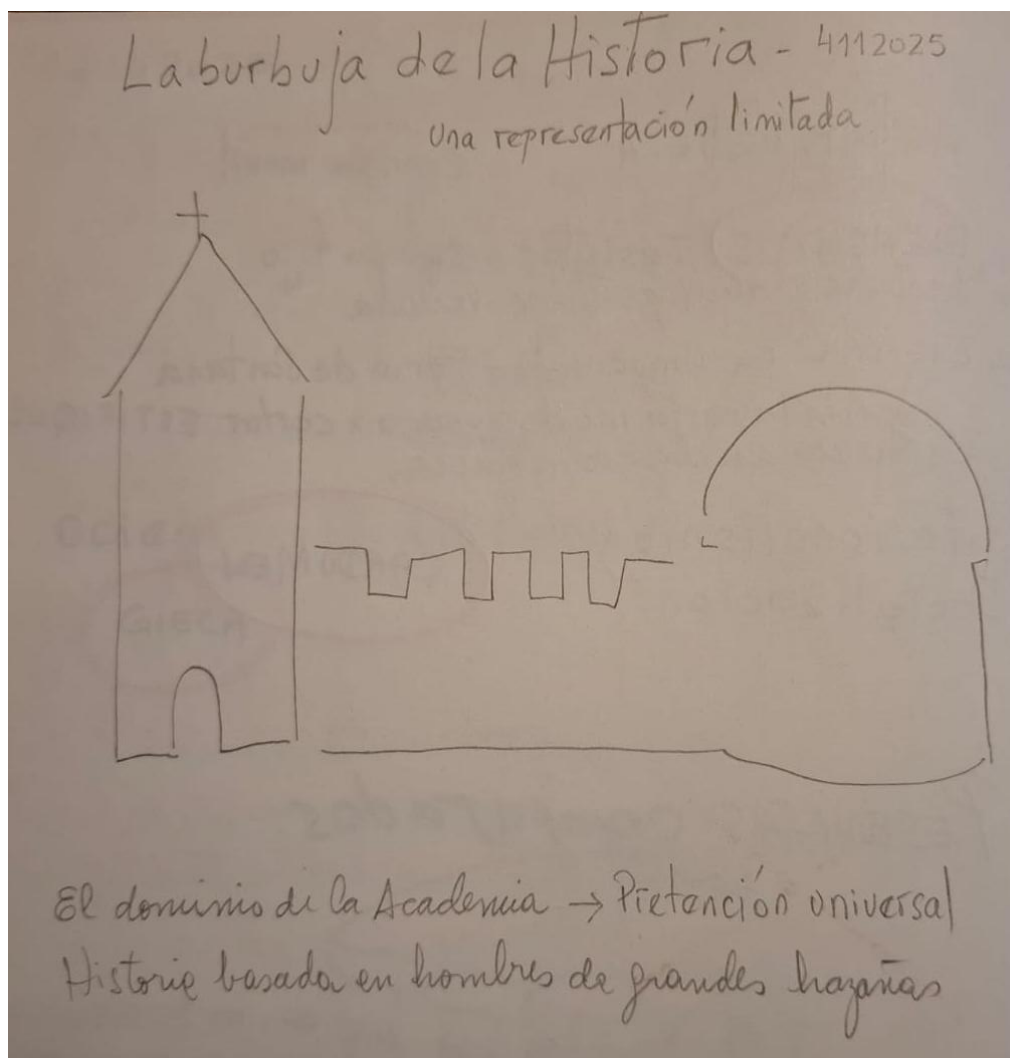 La burbuja de la Historia - 4112025
Una representación limitada
El dominio de la Academia → Pretención universal
Historia basada en hombres de grandes hazañas